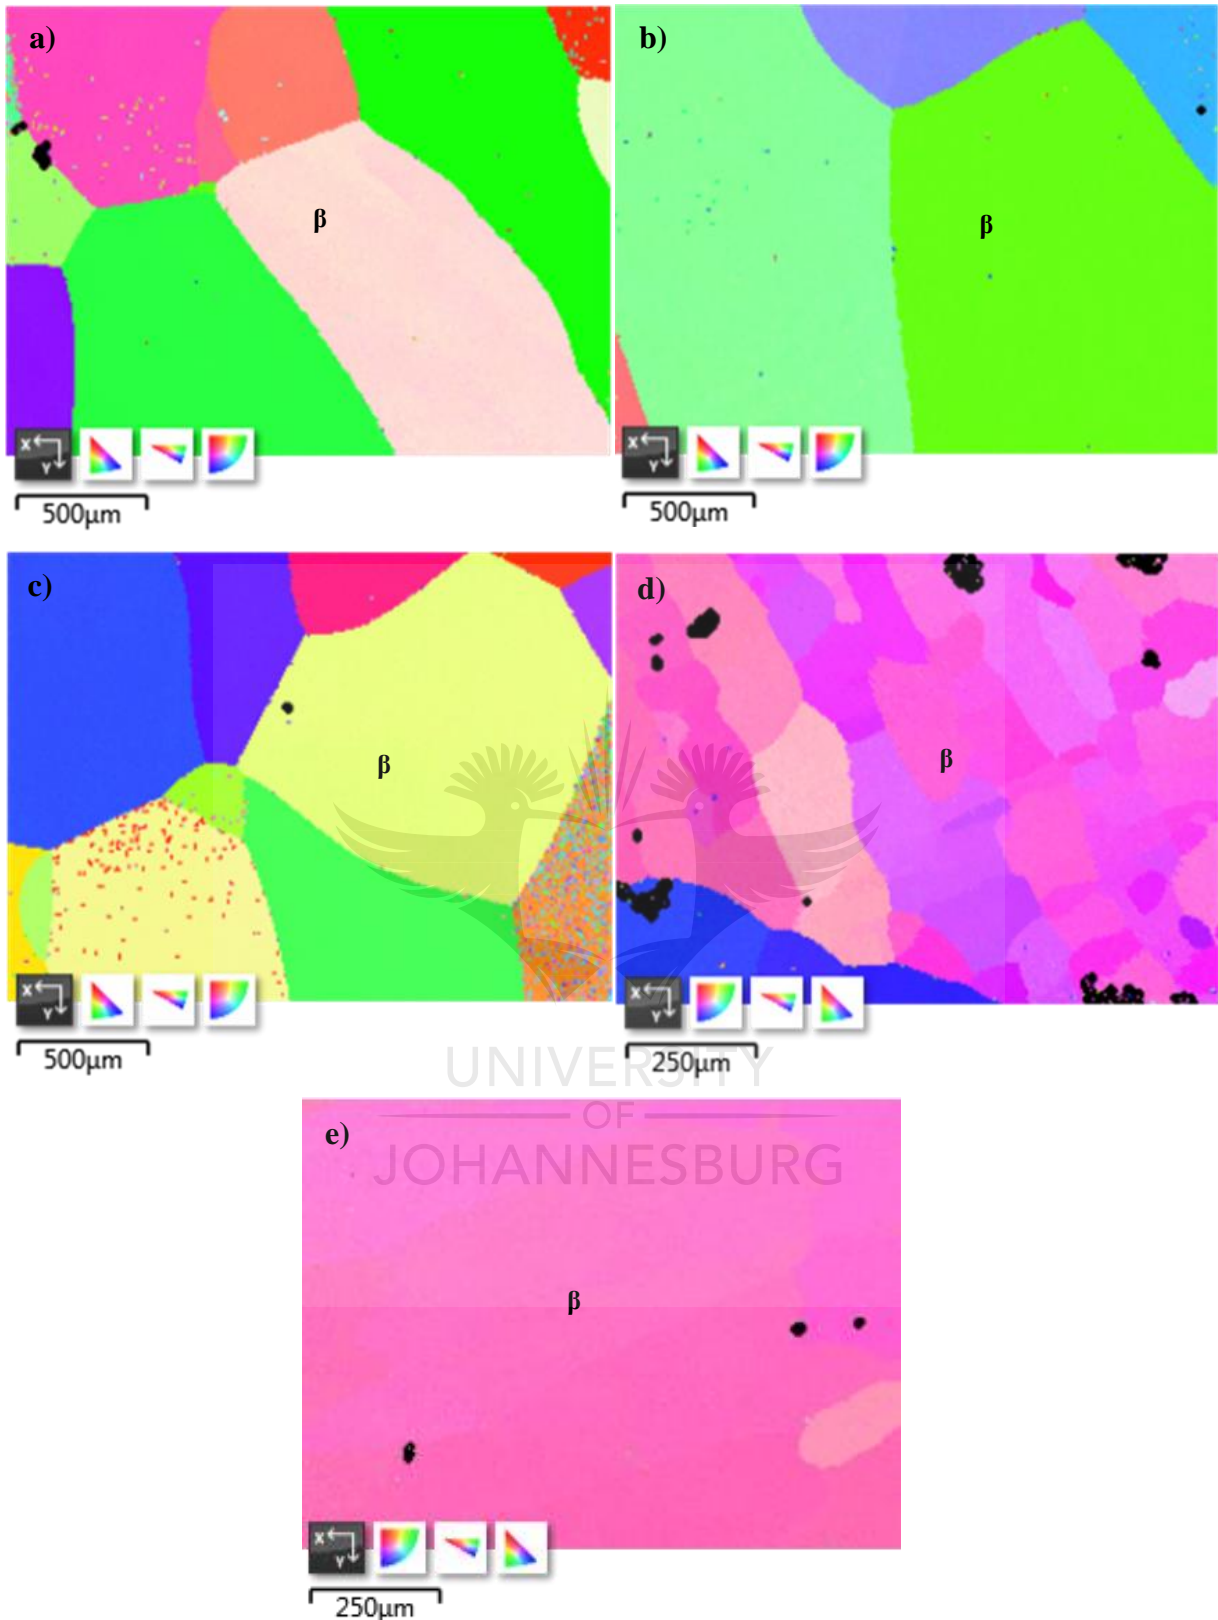 a)
β
X Y
500μm
b)
β
X Y
500μm
c)
β
X Y
500μm
d)
β
X Y
250μm
UNIVERSITY
OF
JOHANNESBURG
e)
β
X Y
250μm